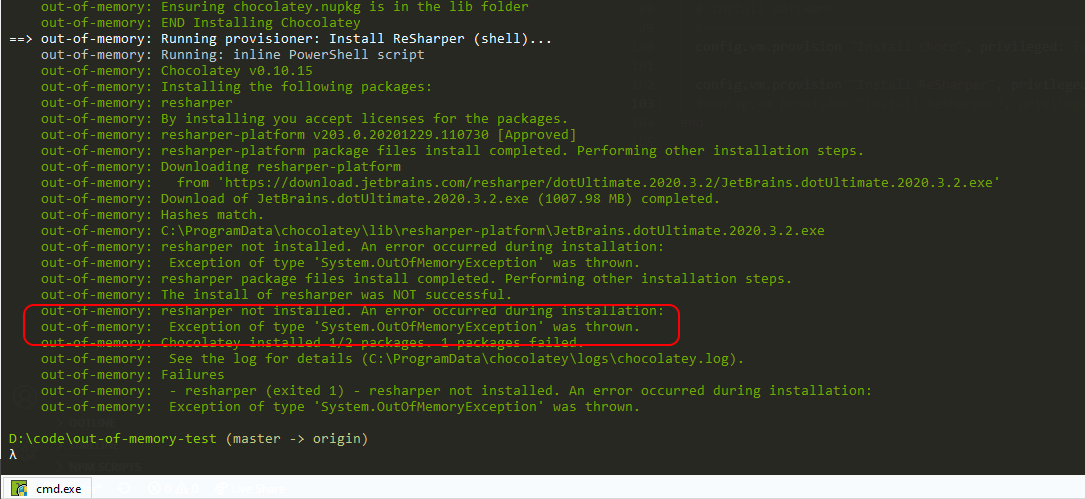 out-of-memory: Ensuring chocolatey.nupkg is in the lib folder
out-of-memory: END Installing Chocolatey
==> out-of-memory: Running provisioner: Install ReSharper (shell)...
out-of-memory: Running: inline PowerShell script
out-of-memory: Chocolatey v0.10.15
out-of-memory: Installing the following packages:
out-of-memory: resharper
out-of-memory: By installing you accept licenses for the packages.
out-of-memory: resharper-platform v203.0.20201229.110730 [Approved]
out-of-memory: resharper-platform package files install completed. Performing other installation steps.
out-of-memory: Downloading resharper-platform
out-of-memory:   from 'https://download.jetbrains.com/resharper/dotUltimate.2020.3.2/JetBrains.dotUltimate.2020.3.2.exe'
out-of-memory: Download of JetBrains.dotUltimate.2020.3.2.exe (1007.98 MB) completed.
out-of-memory: Hashes match.
out-of-memory: C:\ProgramData\chocolatey\lib\resharper-platform\JetBrains.dotUltimate.2020.3.2.exe
out-of-memory: resharper not installed. An error occurred during installation:
out-of-memory:  Exception of type 'System.OutOfMemoryException' was thrown.
out-of-memory: resharper package files install completed. Performing other installation steps.
out-of-memory: The install of resharper was NOT successful.
out-of-memory: resharper not installed. An error occurred during installation:
out-of-memory:  Exception of type 'System.OutOfMemoryException' was thrown.
out-of-memory: Chocolatey installed 1/2 packages. 1 packages failed.
out-of-memory:  See the log for details (C:\ProgramData\chocolatey\logs\chocolatey.log).
out-of-memory: Failures
out-of-memory:  - resharper (exited 1) - resharper not installed. An error occurred during installation:
out-of-memory:  Exception of type 'System.OutOfMemoryException' was thrown.
D:\code\out-of-memory-test (master -> origin)
λ
cmd.exe